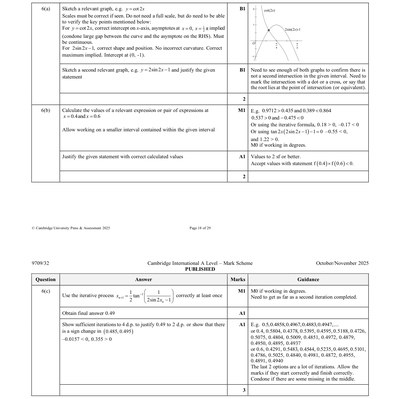 6(a)
Sketch a relevant graph, e.g. y = cot2x
Scales must be correct if seen. Do not need a full scale, but do need to be able
to verify the key points mentioned below:
For y = cot2x, correct intercept on x-axis, asymptotes at x = 0, x = ½π implied
(condone large gap between the curve and the asymptote on the RHS). Must
be continuous.
For 2sin2x−1, correct shape and position. No incorrect curvature. Correct
maximum implied. Intercept at (0, -1).
B1
cot(2x)
2sin(2x)-1
Sketch a second relevant graph, e.g. y = 2sin2x−1 and justify the given
statement
B1
Need to see enough of both graphs to confirm there is
not a second intersection in the given interval. Need to
mark the intersection with a dot or a cross, or say that
the root lies at the point of intersection (or equivalent).
2
6(b)
Calculate the values of a relevant expression or pair of expressions at
x = 0.4 and x = 0.6
Allow working on a smaller interval contained within the given interval
M1
E.g. 0.9712 > 0.435 and 0.389 < 0.864
0.537 > 0 and −0.475 < 0
Or using the iterative formula, 0.18 > 0, −0.17 < 0
Or using tan2x(2sin2x−1)−1 = 0 −0.55 < 0,
and 1.22 > 0.
M0 if working in degrees.
Justify the given statement with correct calculated values
A1
Values to 2 sf or better.
Accept values with statement f(0.4)×f(0.6)<0.
2
© Cambridge University Press & Assessment 2025
Page 18 of 29
9709/32
Cambridge International A Level – Mark Scheme
PUBLISHED
October/November 2025
Question
Answer
Marks
Guidance
6(c)
Use the iterative process xₙ₊₁ = ½ tan⁻¹(1/(2sin2xₙ−1)) correctly at least once
M1
M0 if working in degrees.
Need to get as far as a second iteration completed.
Obtain final answer 0.49
A1
Show sufficient iterations to 4 d.p. to justify 0.49 to 2 d.p. or show that there
is a sign change in (0.485, 0.495)
−0.0157 < 0, 0.355 > 0
A1
E.g. 0.5,0.4858,0.4967,0.4883,0.4947,…
or 0.4, 0.5804, 0.4378, 0.5395, 0.4595, 0.5188, 0.4726,
0.5075, 0.4804, 0.5009, 0.4851, 0.4972, 0.4879,
0.4950, 0.4895, 0.4937
or 0.6, 0.4291, 0.5483, 0.4544, 0.5235, 0.4695, 0.5101,
0.4786, 0.5025, 0.4840, 0.4981, 0.4872, 0.4955,
0.4891, 0.4940
The last 2 options are a lot of iterations. Allow the
marks if they start correctly and finish correctly.
Condone if there are some missing in the middle.
3